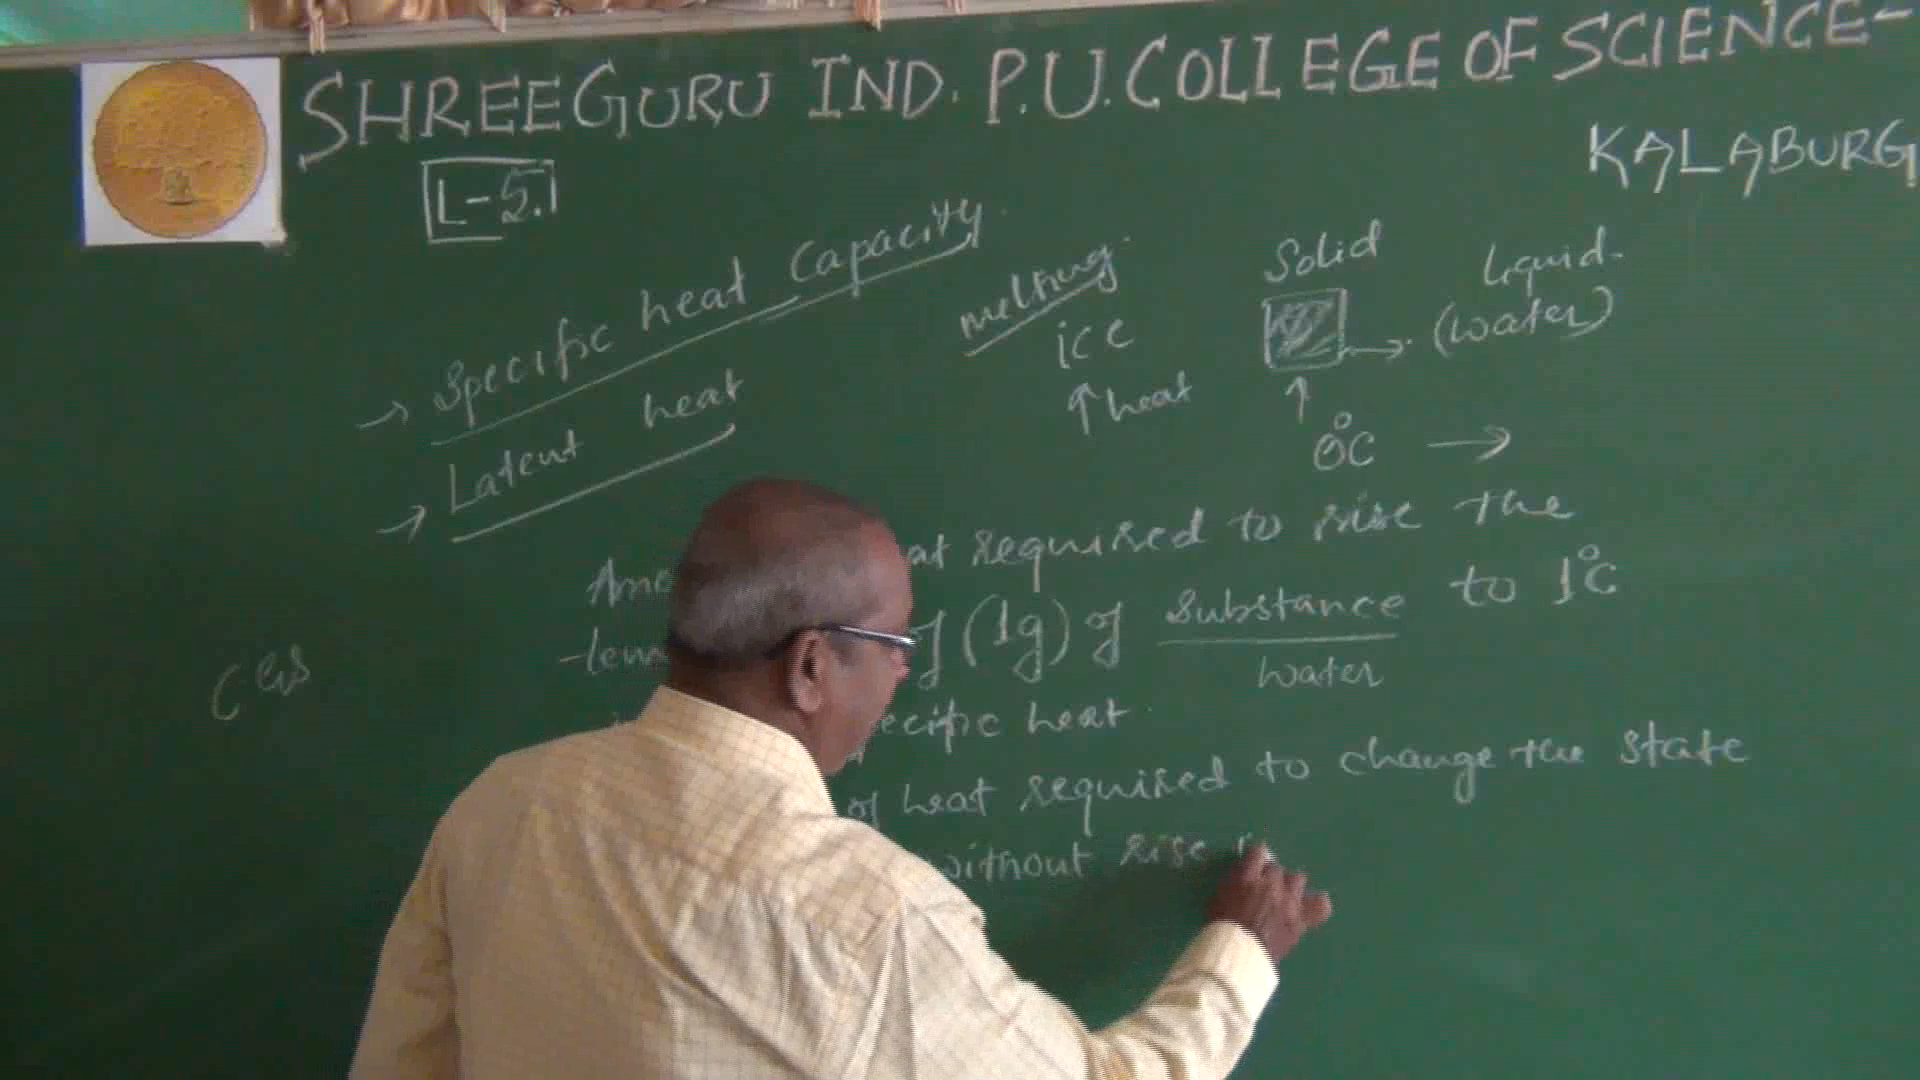 SHREEGURU IND. P.U. COLLEGE OF SCIENCE-
KALABURG
L-5.
→ Specific heat Capacity.
→ Latent heat
melting.
ice
↑ heat
Solid
Liquid.
→ (water)
↑
0°C →
at required to rise the
(1g) of substance to 1°C
water
CGS
heat.
of heat required to change the state
without rise